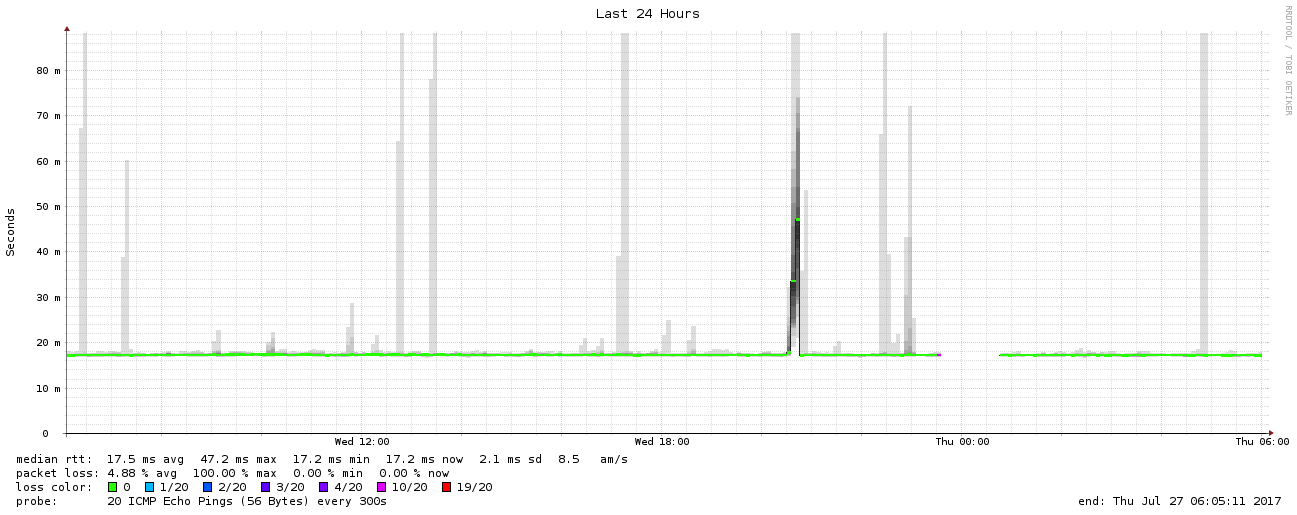 Last 24 Hours
RRDTOOL / TOBI OETIKER
Seconds
80 m
70 m
60 m
50 m
40 m
30 m
20 m
10 m
0
Wed 12:00 Wed 18:00 Thu 00:00 Thu 06:00
median rtt: 17.5 ms avg 47.2 ms max 17.2 ms min 17.2 ms now 2.1 ms sd 8.5 am/s
packet loss: 4.88 % avg 100.00 % max 0.00 % min 0.00 % now
loss color: 0 1/20 2/20 3/20 4/20 10/20 19/20
probe: 20 ICMP Echo Pings (56 Bytes) every 300s end: Thu Jul 27 06:05:11 2017